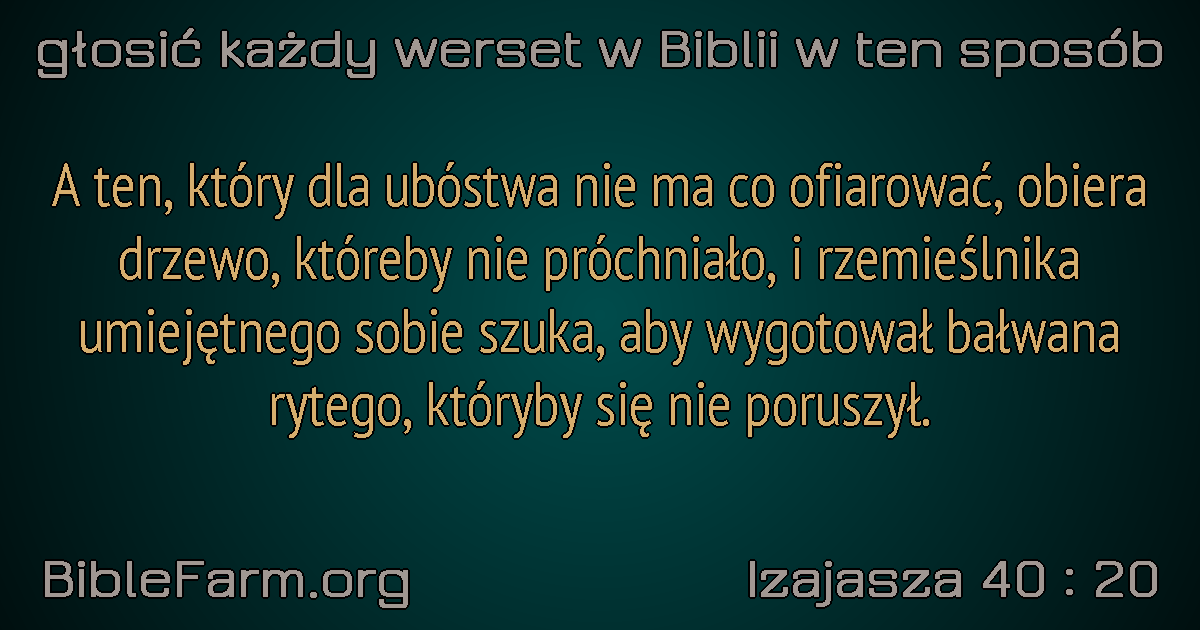 głosić każdy werset w Biblii w ten sposób
A ten, który dla ubóstwa nie ma co ofiarować, obiera
drzewo, któreby nie próchniało, i rzemieślnika
umiejętnego sobie szuka, aby wygotował bałwana
rytego, któryby się nie poruszył.
BibleFarm.org
Izajasza 40 : 20